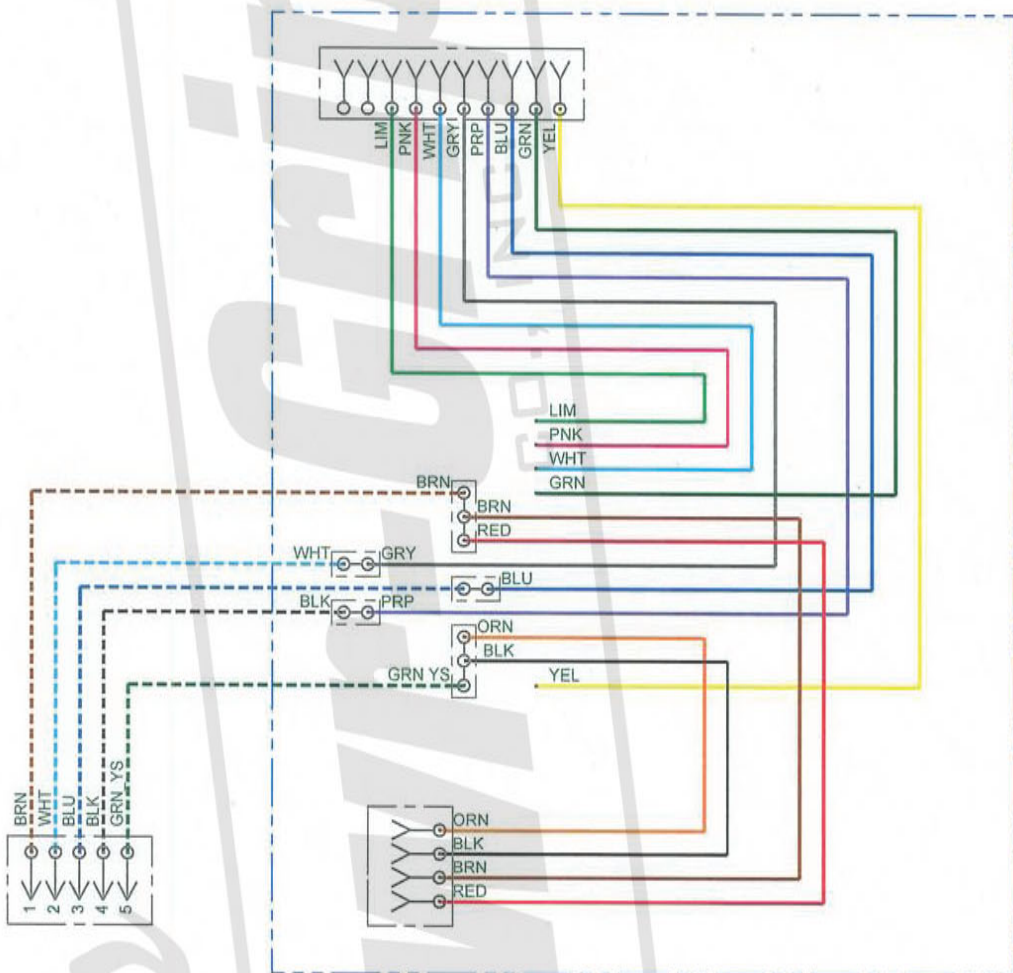 LIM PNK WHT GRY PRP BLU GRN YEL
LIM
PNK
WHT
GRN
BRN
BRN
RED
WHT GRY
BLU
BLK PRP
ORN
BLK
GRN YS
YEL
BRN WHT BLU BLK GRN YS
ORN
BLK
BRN
RED
1 2 3 4 5